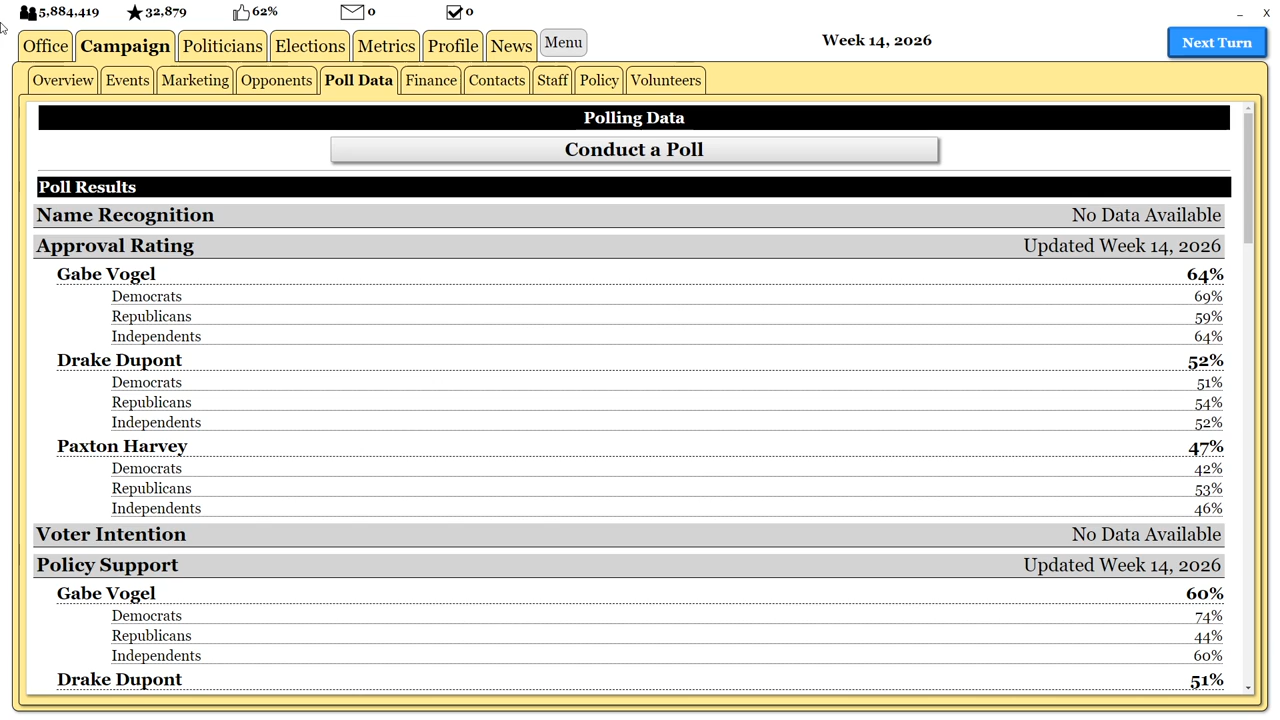 5,884,419 32,879 62% 0 0 _ X
Office Campaign Politicians Elections Metrics Profile News Menu Week 14, 2026 Next Turn
Overview Events Marketing Opponents Poll Data Finance Contacts Staff Policy Volunteers
Polling Data
Conduct a Poll
Poll Results
Name Recognition No Data Available
Approval Rating Updated Week 14, 2026
Gabe Vogel 64%
Democrats 69%
Republicans 59%
Independents 64%
Drake Dupont 52%
Democrats 51%
Republicans 54%
Independents 52%
Paxton Harvey 47%
Democrats 42%
Republicans 53%
Independents 46%
Voter Intention No Data Available
Policy Support Updated Week 14, 2026
Gabe Vogel 60%
Democrats 74%
Republicans 44%
Independents 60%
Drake Dupont 51%